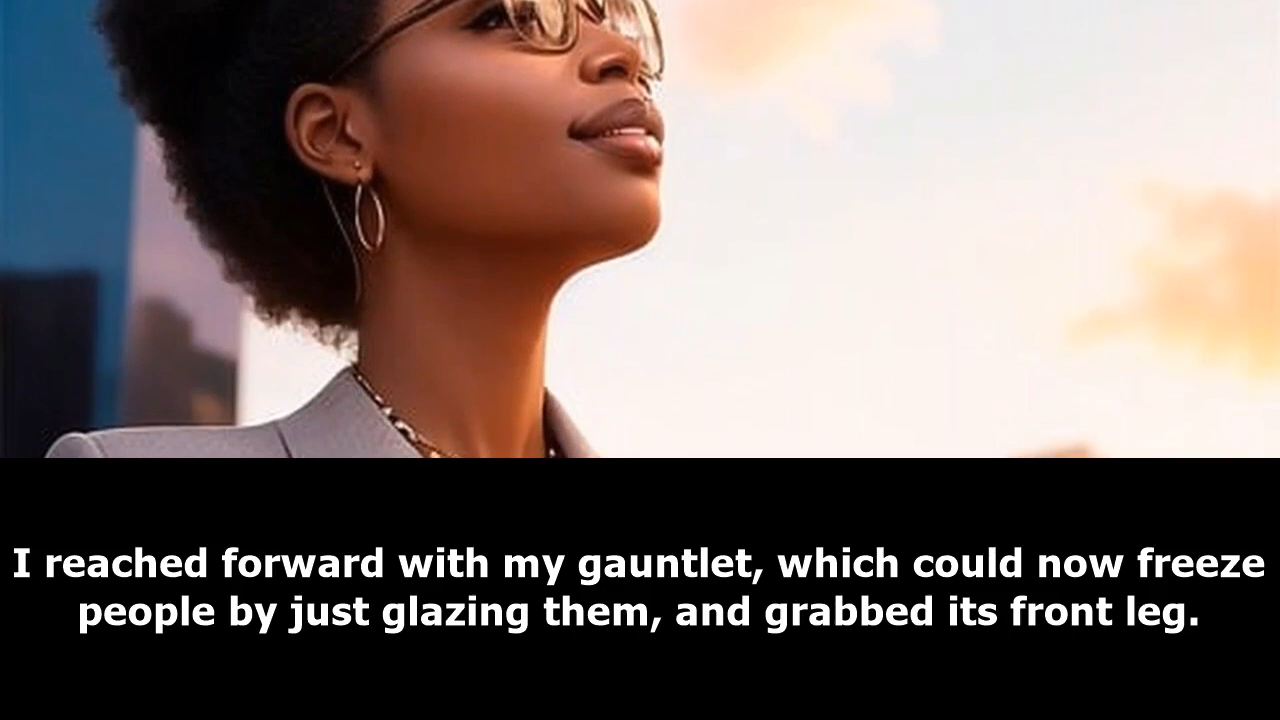 I reached forward with my gauntlet, which could now freeze
people by just glazing them, and grabbed its front leg.